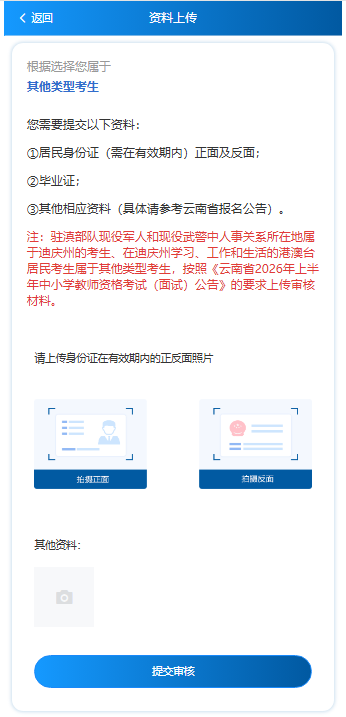 返回
资料上传
根据选择您属于
其他类型考生
您需要提交以下资料：
①居民身份证（需在有效期内）正面及反面；
②毕业证；
③其他相应资料（具体请参考云南省报名公告）。
注：驻滇部队现役军人和现役武警中人事关系所在地属
于迪庆州的考生、在迪庆州学习、工作和生活的港澳台
居民考生属于其他类型考生，按照《云南省2026年上半
年中小学教师资格考试（面试）公告》的要求上传审核
材料。
请上传身份证在有效期内的正反面照片
拍摄正面
拍摄反面
其他资料：
提交审核